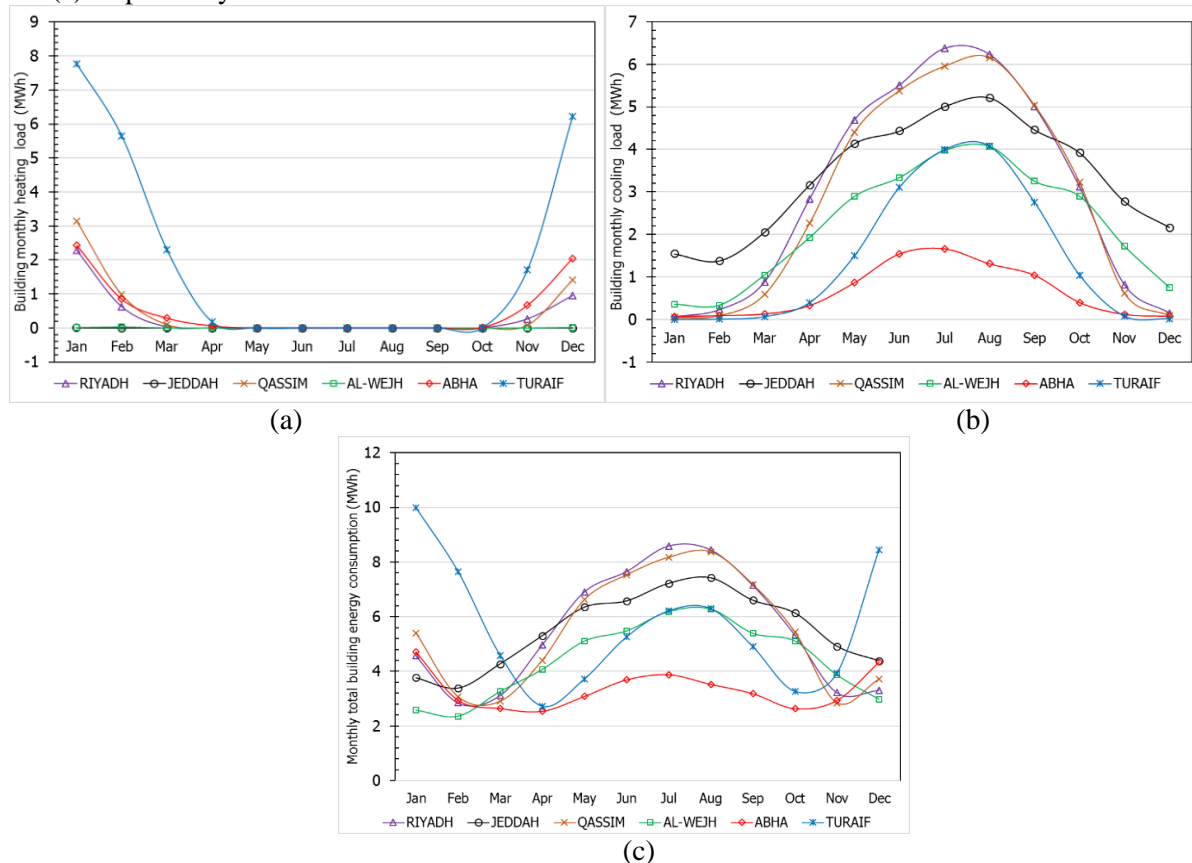 9
8
7
6
5
4
3
2
1
0
-1
Building monthly heating load (MWh)
Jan Feb Mar Apr May Jun Jul Aug Sep Oct Nov Dec
RIYADH JEDDAH QASSIM AL-WEJH ABHA TURAIF
(a)
7
6
5
4
3
2
1
0
-1
Building monthly cooling load (MWh)
Jan Feb Mar Apr May Jun Jul Aug Sep Oct Nov Dec
RIYADH JEDDAH QASSIM AL-WEJH ABHA TURAIF
(b)
12
10
8
6
4
2
0
Monthly total building energy consumption (MWh)
Jan Feb Mar Apr May Jun Jul Aug Sep Oct Nov Dec
RIYADH JEDDAH QASSIM AL-WEJH ABHA TURAIF
(c)